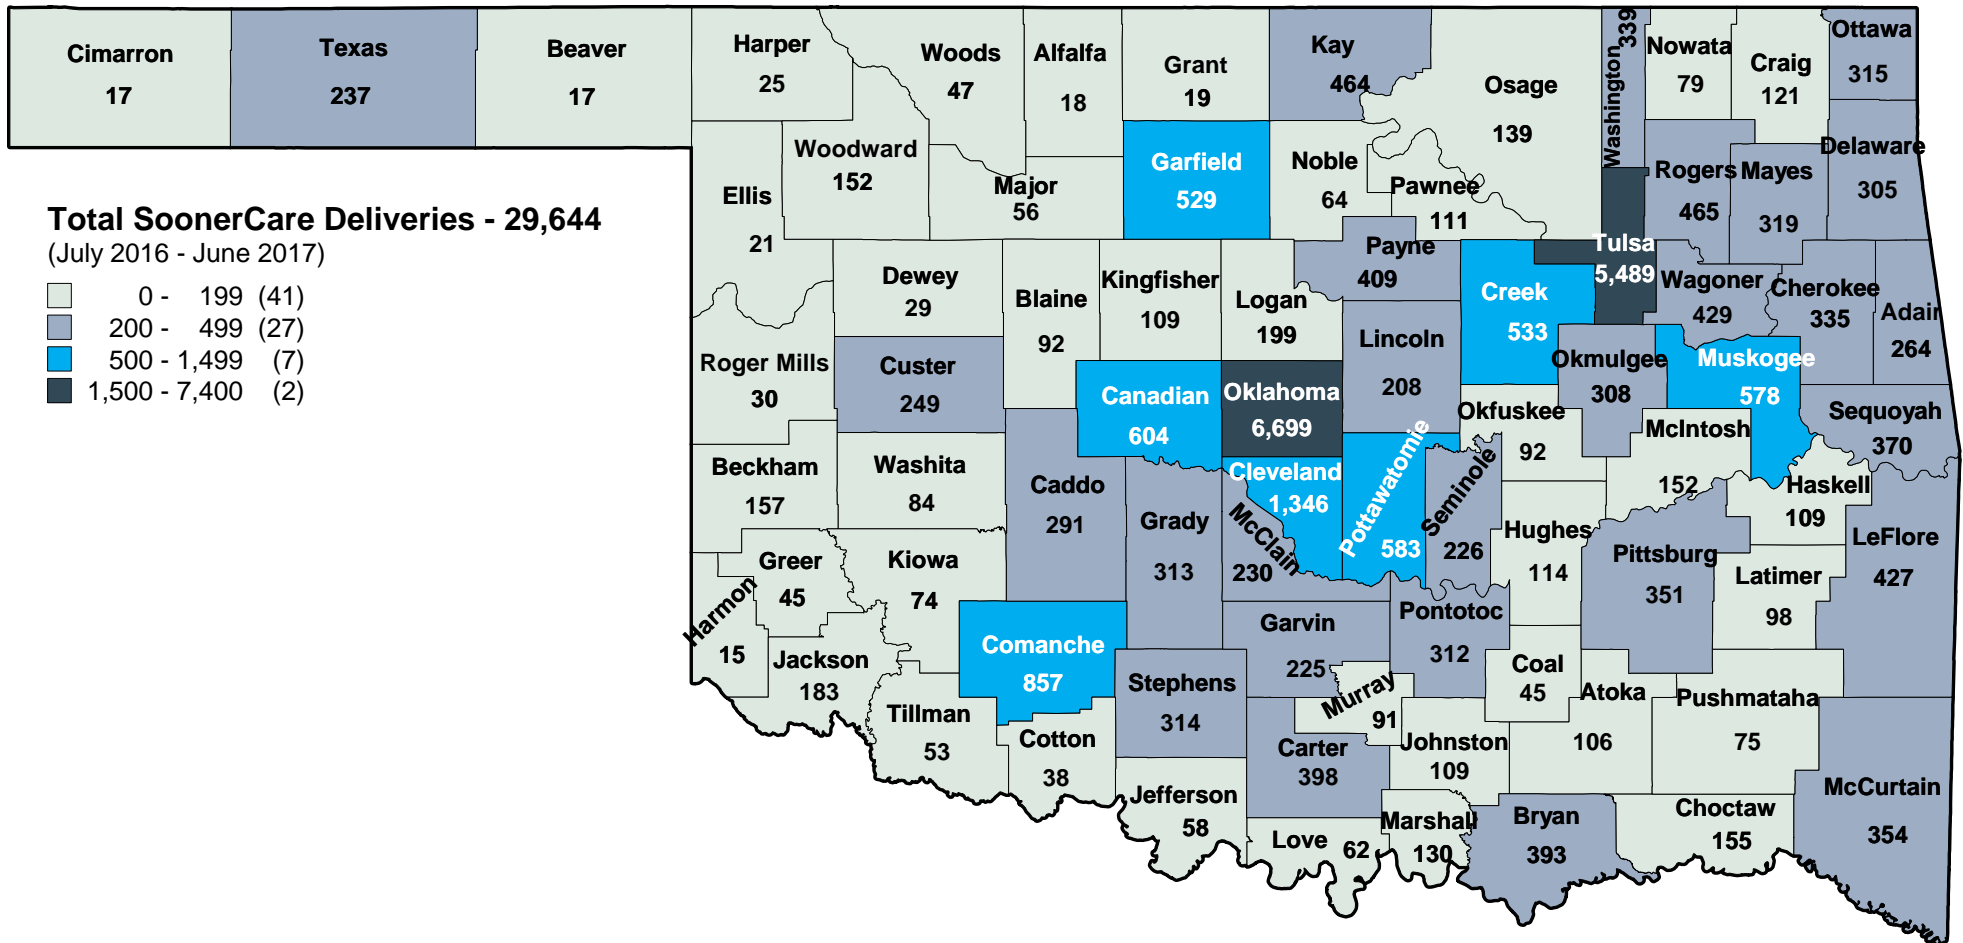 Cimarron
17
Texas
237
Beaver
17
Harper
25
Woods
47
Alfalfa
18
Grant
19
Kay
464
Osage
139
Washington
339
Nowata
79
Craig
121
Ottawa
315
Ellis
21
Woodward
152
Major
56
Garfield
529
Noble
64
Pawnee
111
Rogers
465
Mayes
319
Delaware
305
Total SoonerCare Deliveries - 29,644
(July 2016 - June 2017)
0 - 199 (41)
200 - 499 (27)
500 - 1,499 (7)
1,500 - 7,400 (2)
Dewey
29
Blaine
92
Kingfisher
109
Logan
199
Payne
409
Creek
533
Tulsa
5,489
Wagoner
429
Cherokee
335
Adair
264
Roger Mills
30
Custer
249
Canadian
604
Oklahoma
6,699
Lincoln
208
Okmulgee
308
Muskogee
578
Sequoyah
370
Beckham
157
Washita
84
Caddo
291
Grady
313
Cleveland
1,346
McClain
230
Pottawatomie
583
Seminole
226
Okfuskee
92
McIntosh
152
Haskell
109
Hughes
114
Pittsburg
351
Latimer
98
LeFlore
427
Harmon
15
Greer
45
Kiowa
74
Jackson
183
Comanche
857
Stephens
314
Garvin
225
Pontotoc
312
Murray
91
Coal
45
Atoka
106
Pushmataha
75
Tillman
53
Cotton
38
Jefferson
58
Carter
398
Johnston
109
Love 62
Marshall
130
Bryan
393
Choctaw
155
McCurtain
354